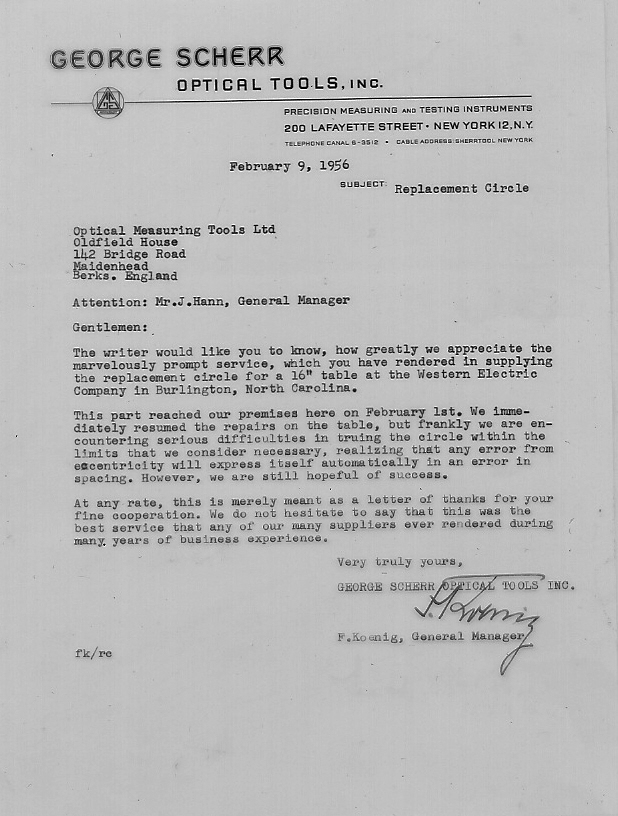 GEORGE SCHERR
OPTICAL TOOLS, INC.
PRECISION MEASURING AND TESTING INSTRUMENTS
200 LAFAYETTE STREET • NEW YORK 12, N.Y.
TELEPHONE CANAL 6-3512 • CABLE ADDRESS: SHERRTOOL NEW YORK
February 9, 1956
SUBJECT: Replacement Circle
Optical Measuring Tools Ltd
Oldfield House
142 Bridge Road
Maidenhead
Berks. England
Attention: Mr.J.Hann, General Manager
Gentlemen:
The writer would like you to know, how greatly we appreciate the
marvelously prompt service, which you have rendered in supplying
the replacement circle for a 16" table at the Western Electric
Company in Burlington, North Carolina.
This part reached our premises here on February 1st. We imme-
diately resumed the repairs on the table, but frankly we are en-
countering serious difficulties in truing the circle within the
limits that we consider necessary, realizing that any error from
eccentricity will express itself automatically in an error in
spacing. However, we are still hopeful of success.
At any rate, this is merely meant as a letter of thanks for your
fine cooperation. We do not hesitate to say that this was the
best service that any of our many suppliers ever rendered during
many years of business experience.
Very truly yours,
GEORGE SCHERR OPTICAL TOOLS INC.
F. Koenig
F.Koenig, General Manager
fk/rc